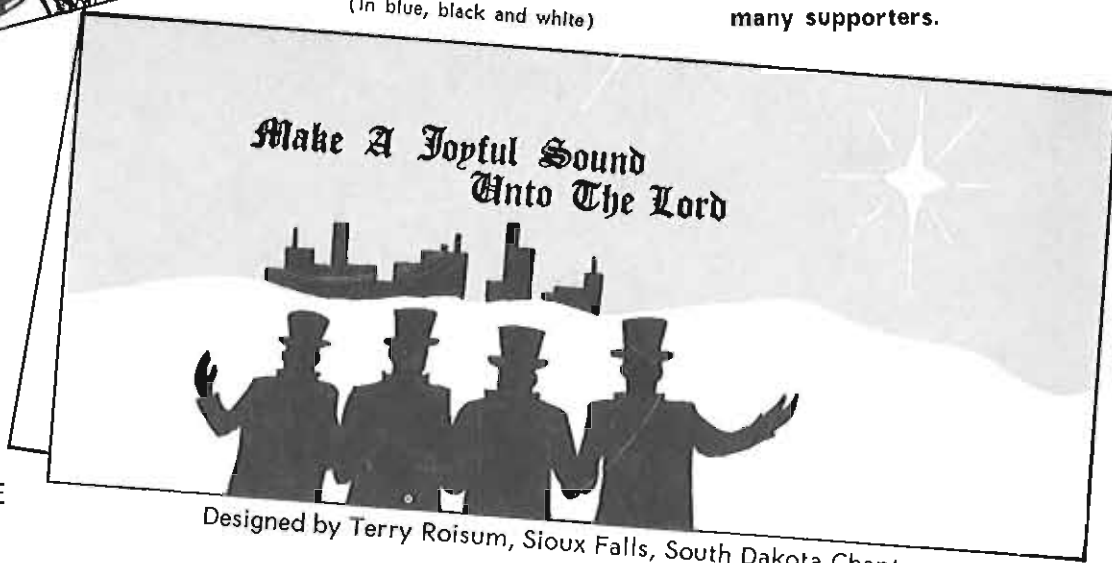 (In blue, black and white)
many supporters.
Make A Joyful Sound
Unto The Lord
Designed by Terry Roisum, Sioux Falls, South Dakota